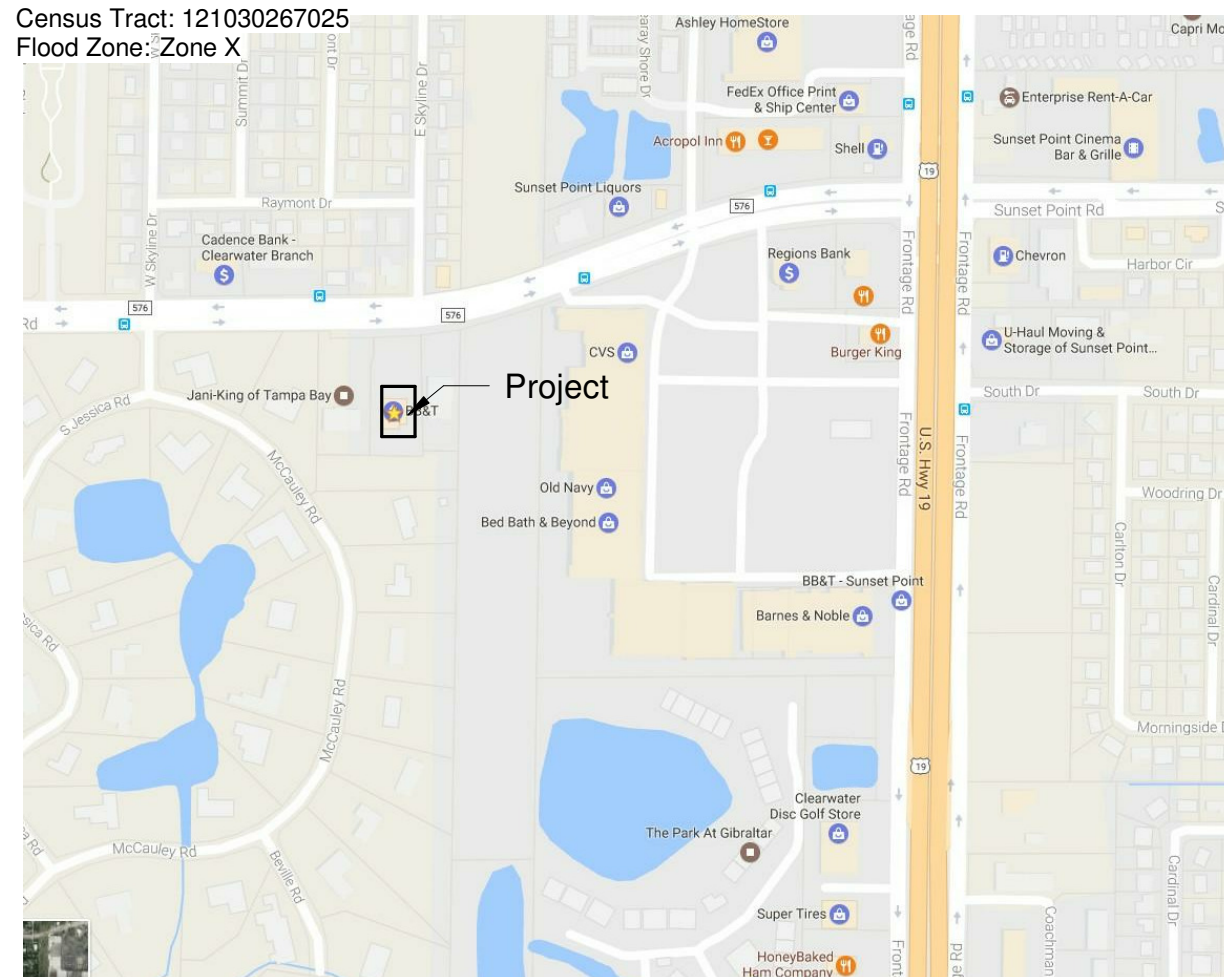 Census Tract: 121030267025
Flood Zone: Zone X
Ashley HomeStore
Capri Mo
Summit Dr
E Skyline Dr
FedEx Office Print
& Ship Center
Enterprise Rent-A-Car
Acropol Inn
Shell
Sunset Point Cinema
Bar & Grille
19
Sunset Point Liquors
Raymont Dr
576
Sunset Point Rd
W Skyline Dr
Cadence Bank -
Clearwater Branch
Regions Bank
Frontage Rd
Frontage Rd
Chevron
Harbor Cir
576
576
Rd
CVS
Burger King
U-Haul Moving &
Storage of Sunset Point...
Project
Jani-King of Tampa Bay
BB&T
South Dr
South Dr
S Jessica Rd
McCauley Rd
Frontage Rd
U.S. Hwy 19
Frontage Rd
Old Navy
Bed Bath & Beyond
Woodring Dr
Carlton Dr
Cardinal Dr
BB&T - Sunset Point
Barnes & Noble
McCauley Rd
Morningside
19
Clearwater
Disc Golf Store
The Park At Gibraltar
McCauley Rd
Beville Rd
Cardinal Dr
Super Tires
Coachman
HoneyBaked
Ham Company
Front